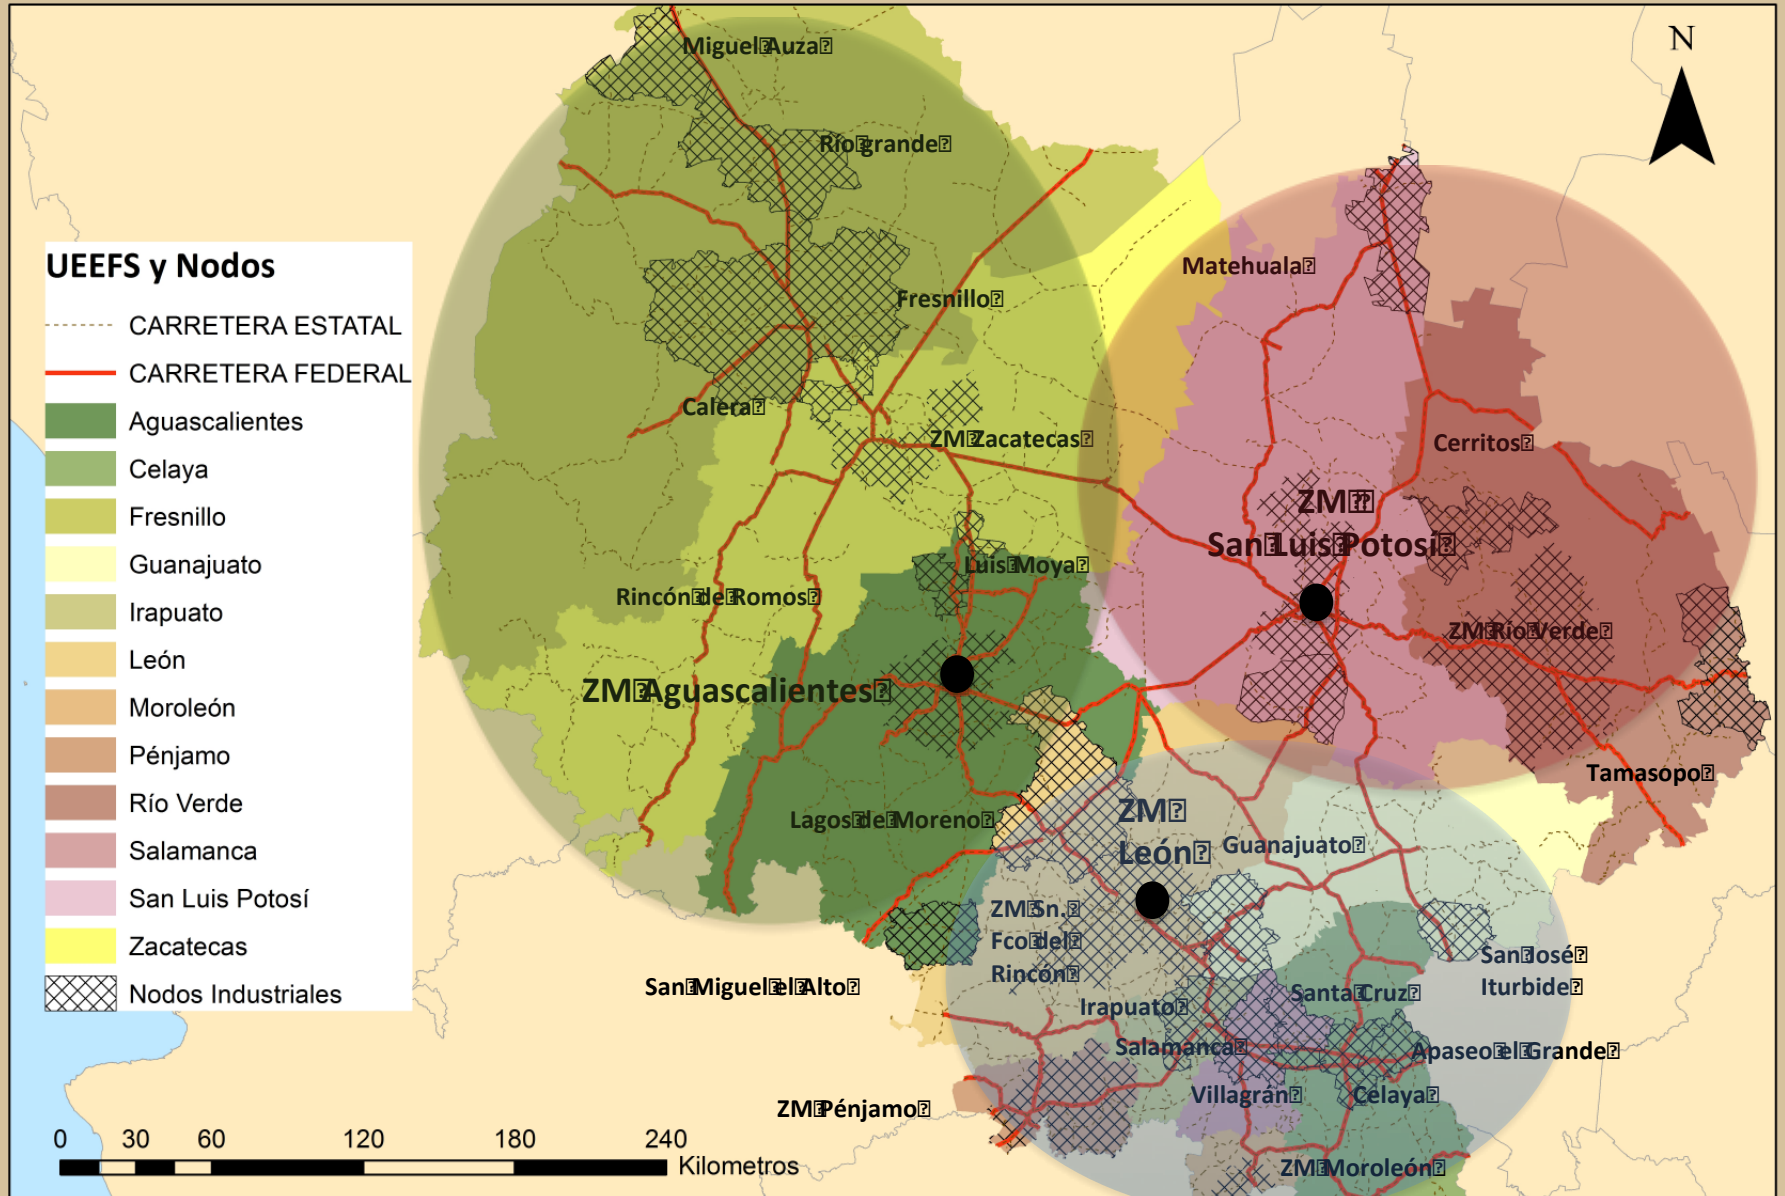 N
Miguel Auza
Río grande
Matehuala
UEEFS y Nodos
Fresnillo
CARRETERA ESTATAL
CARRETERA FEDERAL
Calera
Aguascalientes
ZM Zacatecas
Cerritos
Celaya
ZM
San Luis Potosí
Fresnillo
Guanajuato
Luis Moya
Rincón de Romos
Irapuato
ZM Río Verde
León
ZM Aguascalientes
Moroleón
Pénjamo
Tamasopo
Río Verde
Lagos de Moreno
ZM
León
Guanajuato
Salamanca
San Luis Potosí
ZM Sn.
Fco del
Rincón
Zacatecas
San José
Iturbide
San Miguel el Alto
Nodos Industriales
Santa Cruz
Irapuato
Salamanca
Apaseo el Grande
Villagrán
Celaya
ZM Pénjamo
0 30 60 120 180 240
Kilometros
ZM Moroleón